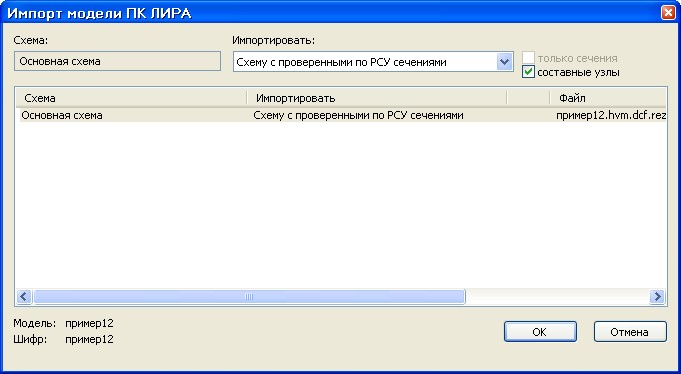 Импорт модели ПК ЛИРА
Схема: Импортировать:
Основная схема Схему с проверенными по РСУ сечениями только сечения
составные узлы
Схема Импортировать Файл
Основная схема Схему с проверенными по РСУ сечениями пример12.hvm.dcf.rez
Модель: пример12
Шифр: пример12
OK Отмена